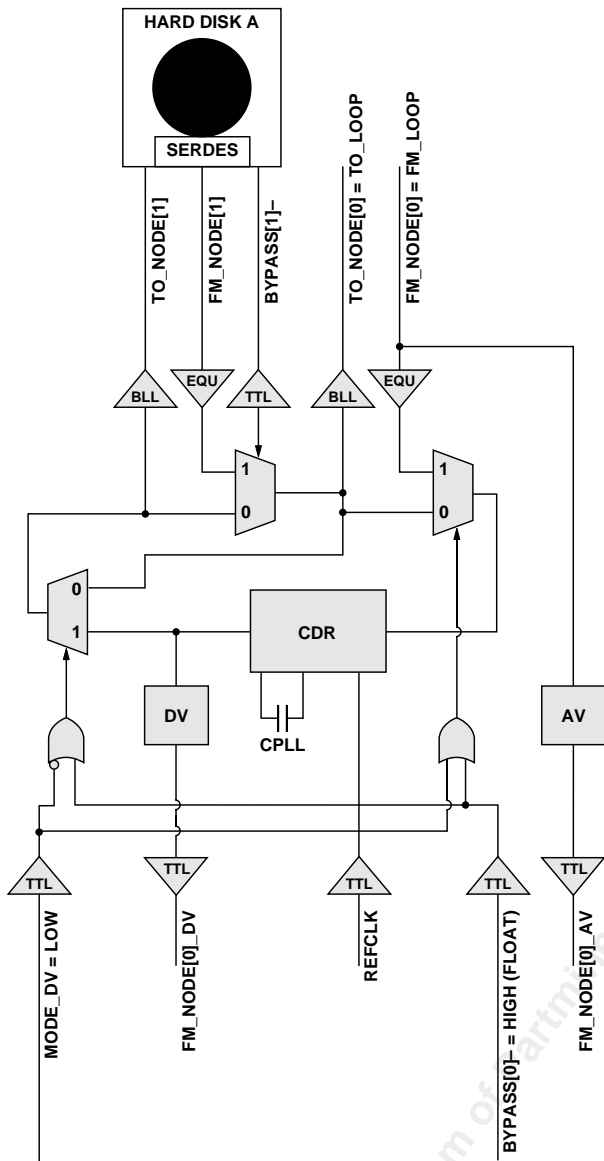 HARD DISK A
SERDES
TO_NODE[1]
FM_NODE[1]
BYPASS[1]–
TO_NODE[0] = TO_LOOP
FM_NODE[0] = FM_LOOP
BLL
EQU
TTL
BLL
EQU
1
0
1
0
0
1
CDR
DV
CPLL
AV
TTL
TTL
TTL
TTL
TTL
MODE_DV = LOW
FM_NODE[0]_DV
REFCLK
BYPASS[0]– = HIGH (FLOAT)
FM_NODE[0]_AV
m of Partmin